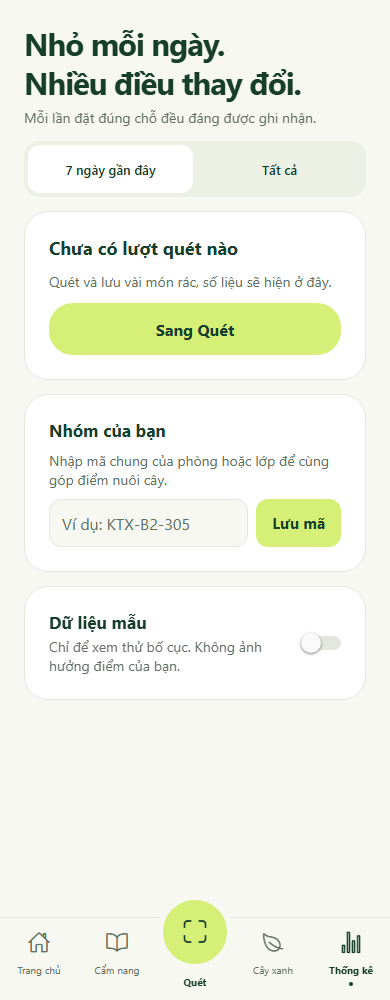 Nhỏ mỗi ngày.
Nhiều điều thay đổi.
Mỗi lần đặt đúng chỗ đều đáng được ghi nhận.
7 ngày gần đây
Tất cả
Chưa có lượt quét nào
Quét và lưu vài món rác, số liệu sẽ hiện ở đây.
Sang Quét
Nhóm của bạn
Nhập mã chung của phòng hoặc lớp để cùng
góp điểm nuôi cây.
Ví dụ: KTX-B2-305
Lưu mã
Dữ liệu mẫu
Chỉ để xem thử bố cục. Không ảnh
hưởng điểm của bạn.
Trang chủ
Cẩm nang
Quét
Cây xanh
Thống kê